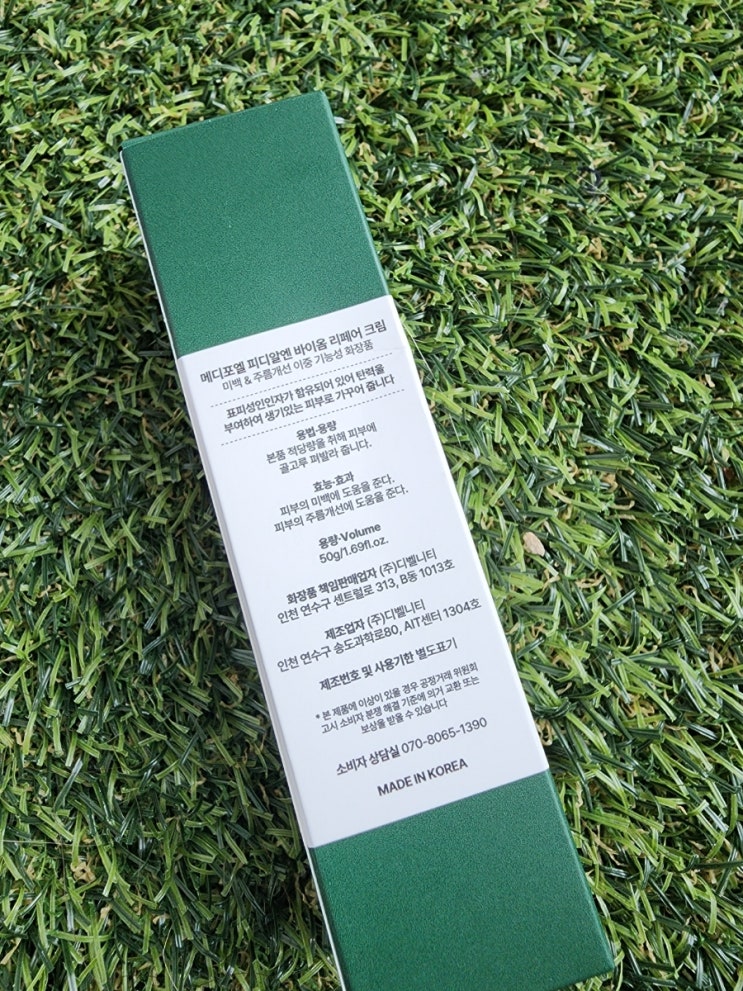 메디포엘 피디알엔 바이옴 리페어 크림
미백 & 주름개선 이중 기능성 화장품
표피성인인자가 함유되어 있어 탄력을
부여하여 생기있는 피부로 가꾸어 줍니다
용법·용량
본품 적당량을 취해 피부에
골고루 펴발라 줍니다.
효능·효과
피부의 미백에 도움을 준다.
피부의 주름개선에 도움을 준다.
용량·Volume
50g/1.69fl.oz.
화장품 책임판매업자 (주)디벨니티
인천 연수구 센트럴로 313, B동 1013호
제조업자 (주)디벨니티
인천 연수구 송도과학로80, AIT센터 1304호
제조번호 및 사용기한 별도표기
* 본 제품에 이상이 있을 경우 공정거래 위원회
고시 소비자 분쟁 해결 기준에 의거 교환 또는
보상을 받을 수 있습니다
소비자 상담실 070-8065-1390
MADE IN KOREA